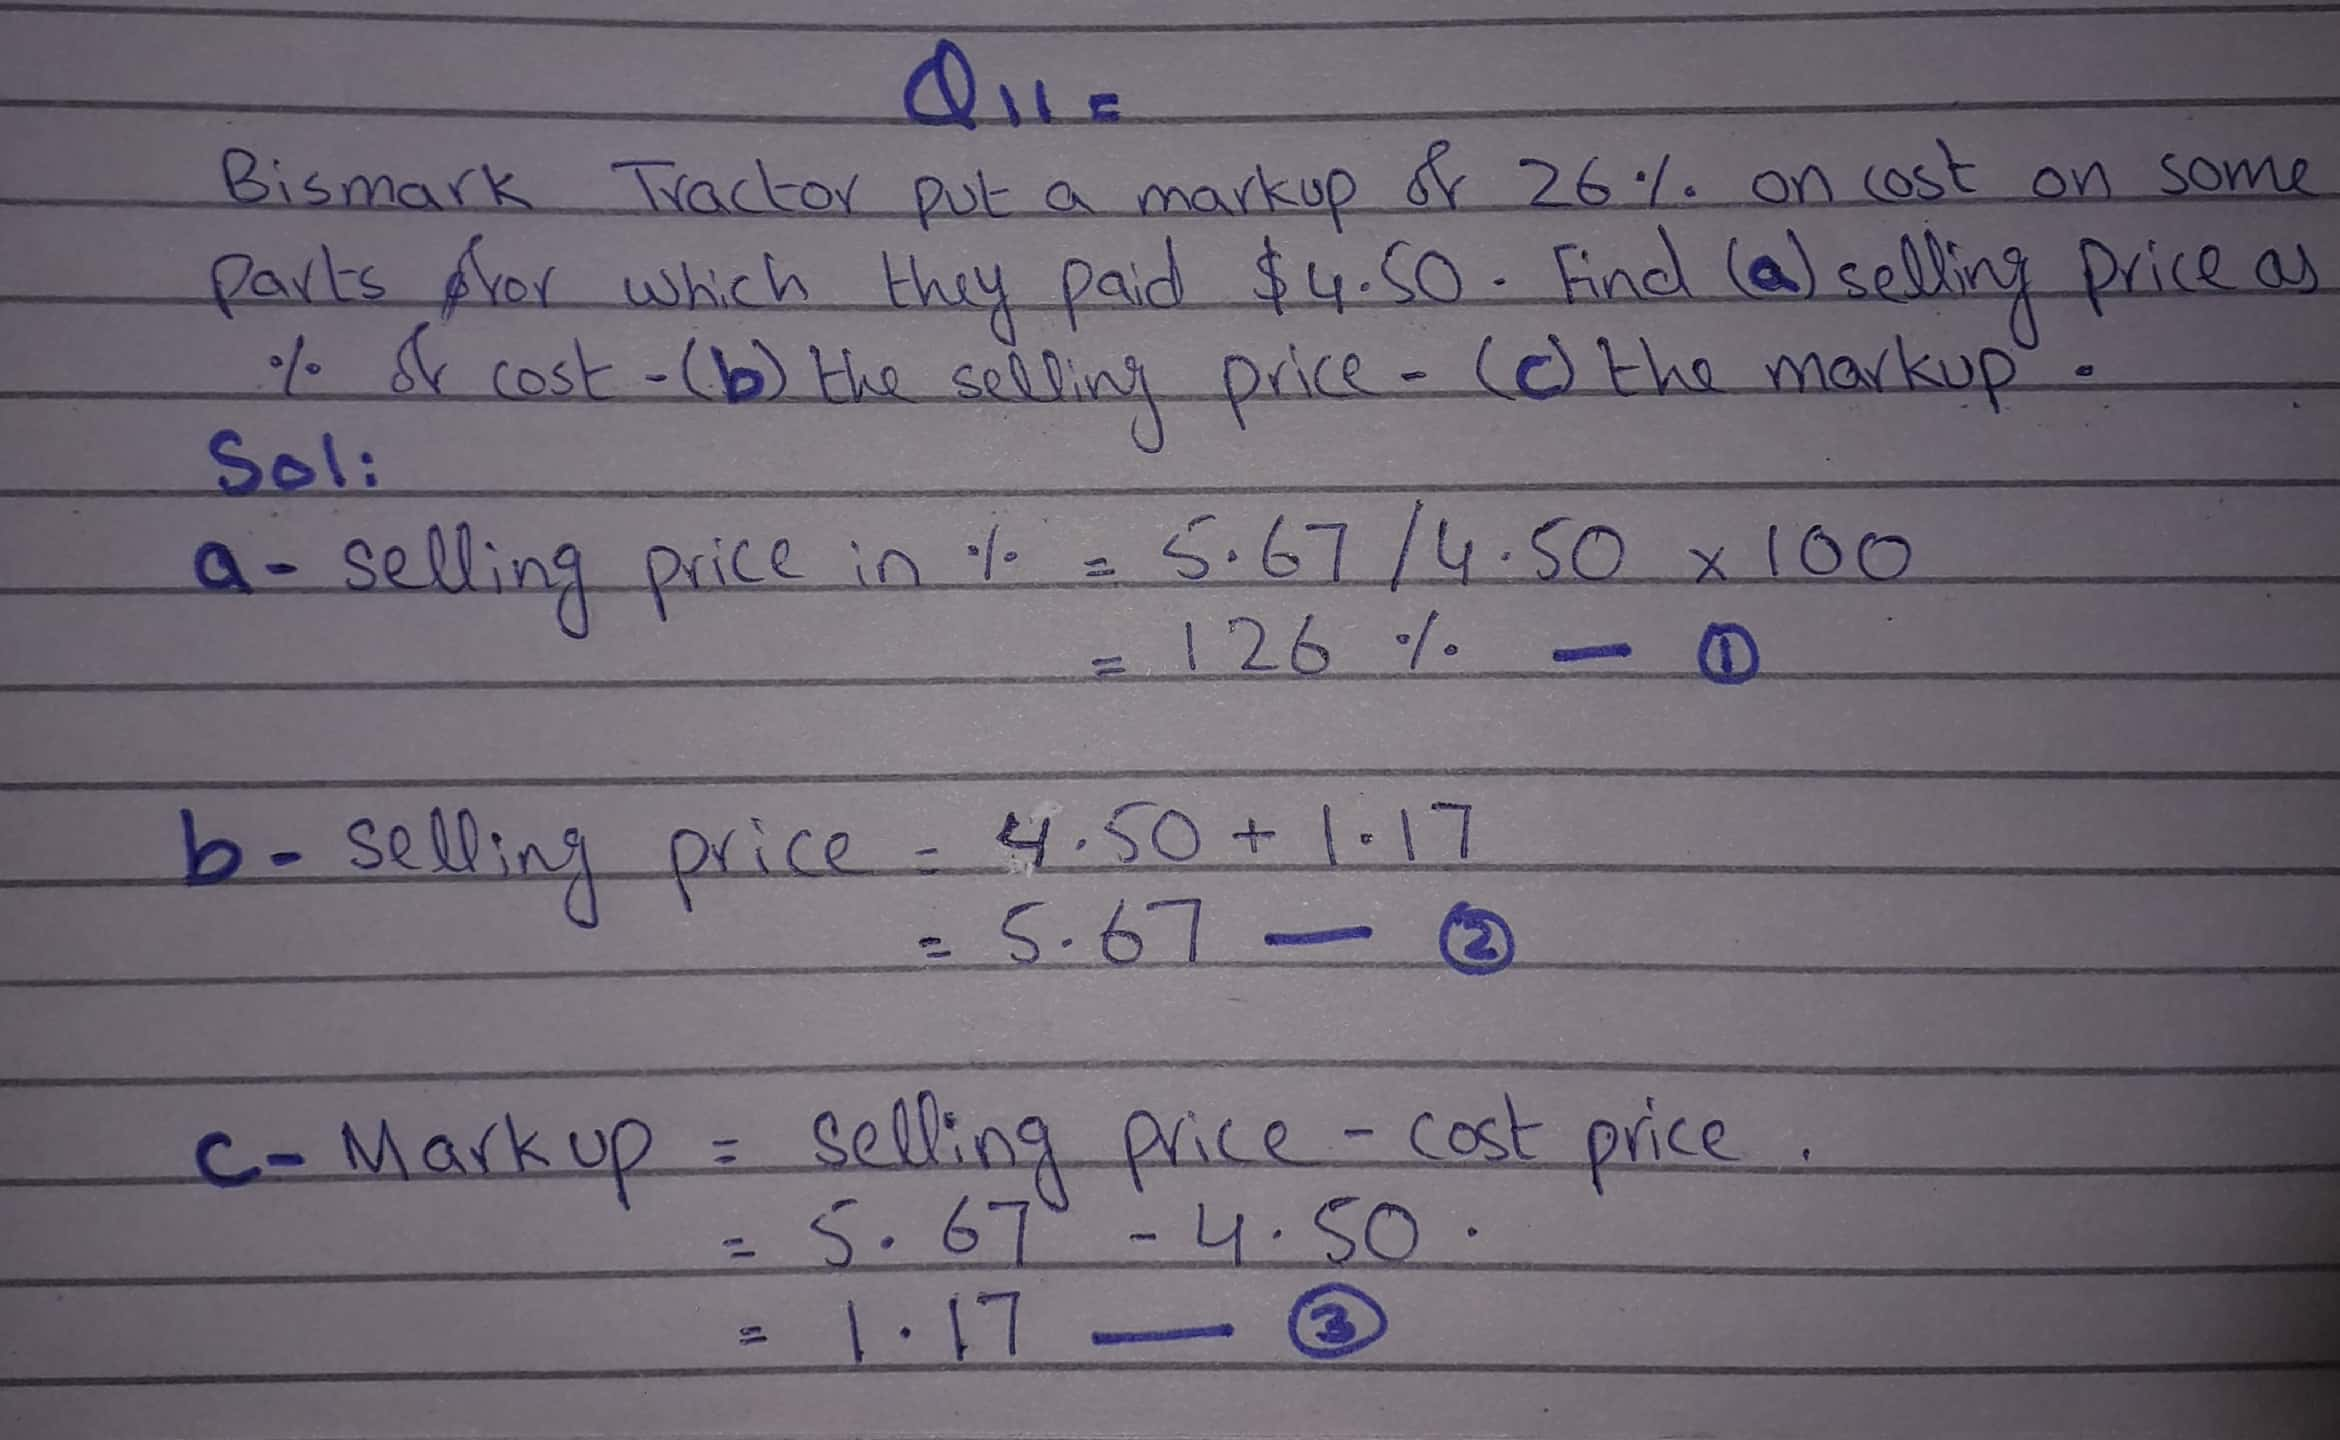 Q11=
Bismark Tractor put a markup of 26% on cost on some
parts for which they paid $4.50. Find (a) selling price as
% of cost - (b) the selling price - (c) the markup.
Sol:
a- selling price in % = 5.67/4.50 x 100
= 126 % — ①
b- selling price = 4.50 + 1.17
= 5.67 — ②
c- Markup = selling price - cost price.
= 5.67 - 4.50.
= 1.17 — ③